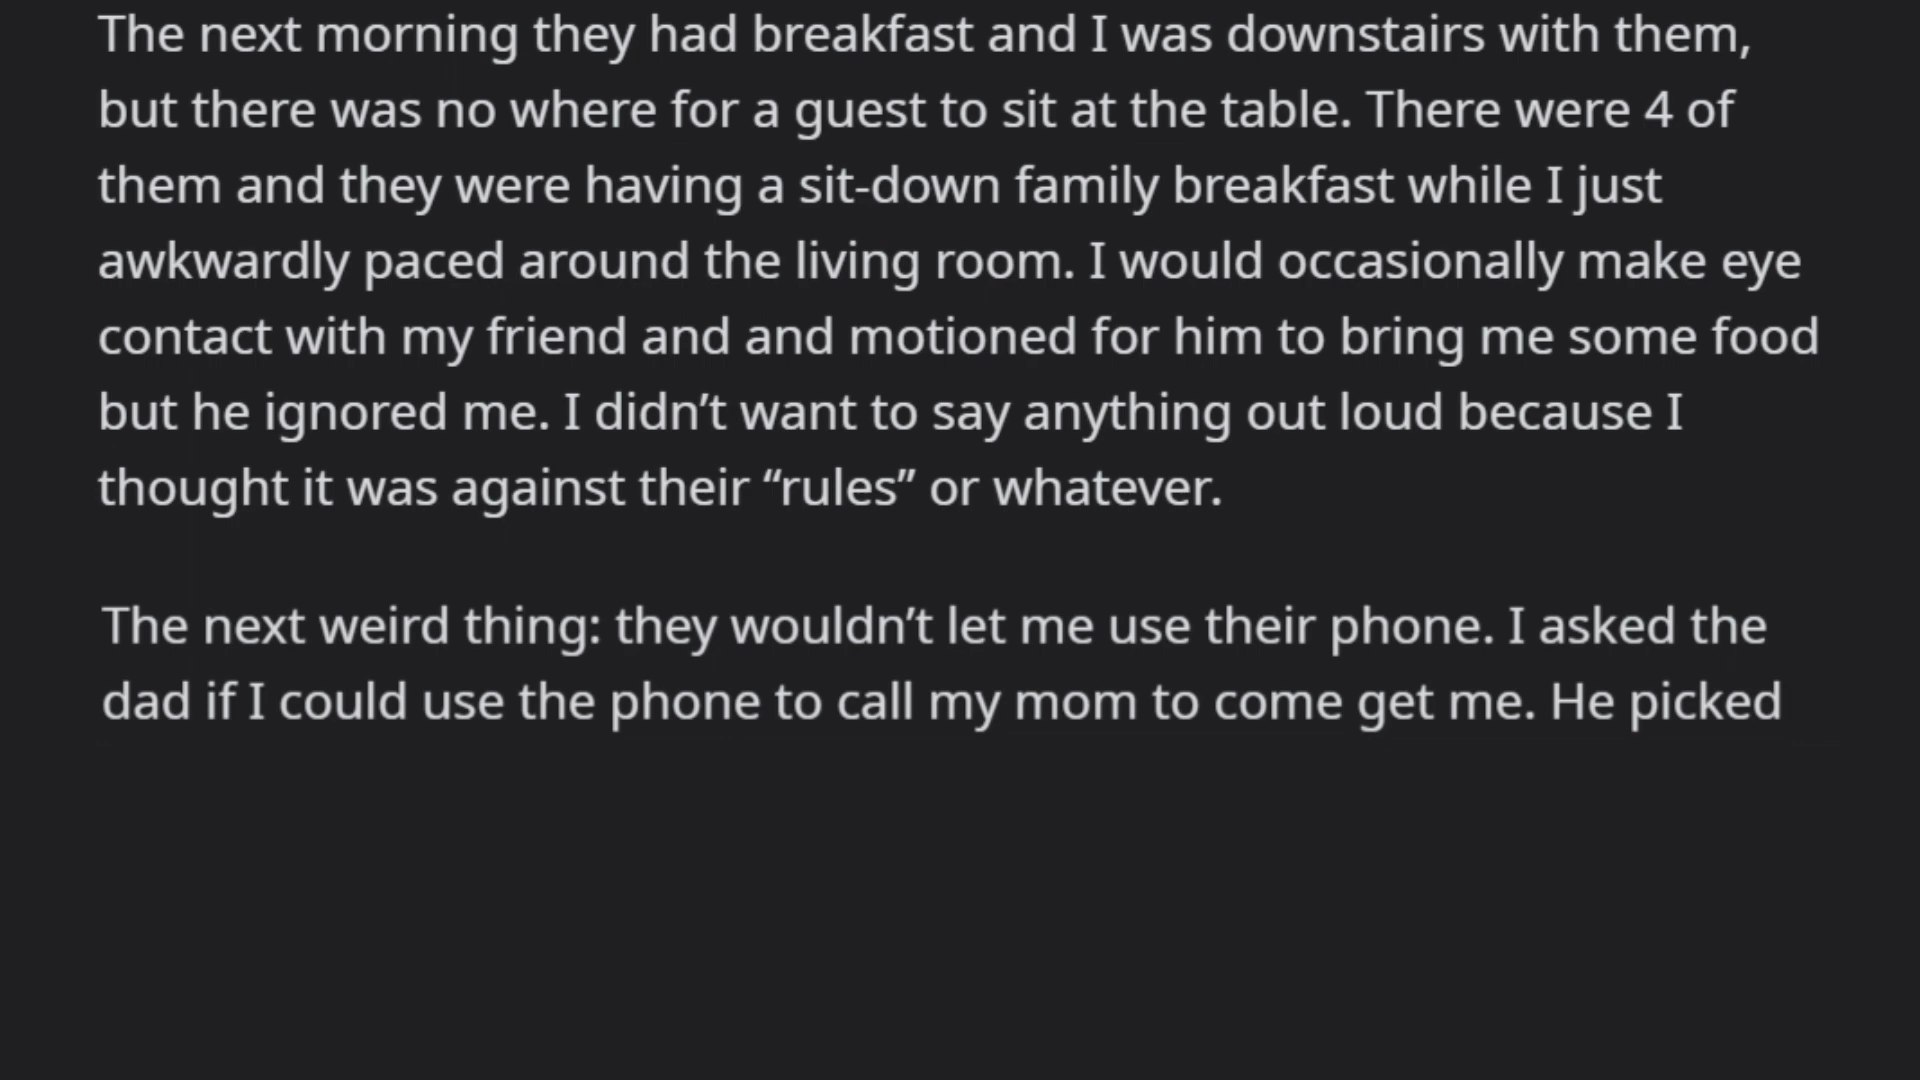 The next morning they had breakfast and I was downstairs with them,
but there was no where for a guest to sit at the table. There were 4 of
them and they were having a sit-down family breakfast while I just
awkwardly paced around the living room. I would occasionally make eye
contact with my friend and and motioned for him to bring me some food
but he ignored me. I didn’t want to say anything out loud because I
thought it was against their “rules” or whatever.
The next weird thing: they wouldn’t let me use their phone. I asked the
dad if I could use the phone to call my mom to come get me. He picked